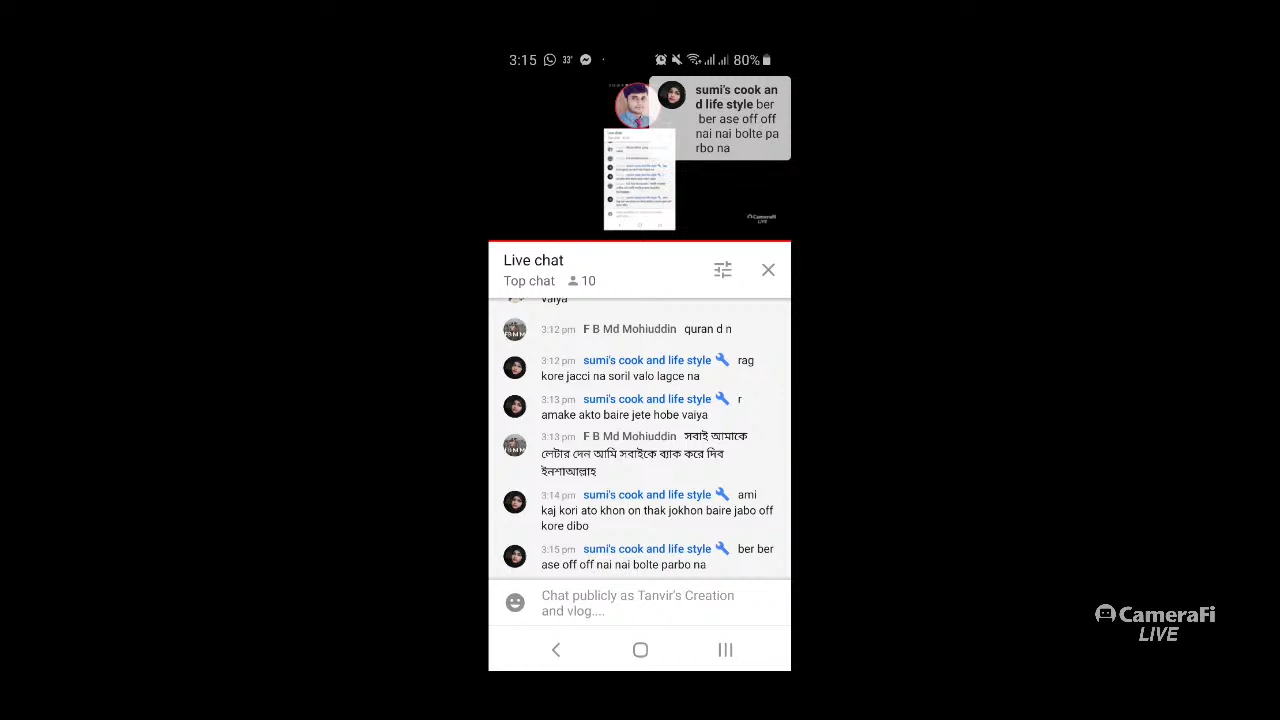 3:15 33° 80%
sumi's cook an
d life style ber
ber ase off off
nai nai bolte pa
rbo na
CameraFi
LIVE
Live chat
Top chat 10
vaiya
3:12 pm F B Md Mohiuddin quran d n
3:12 pm sumi's cook and life style rag
kore jacci na soril valo lagce na
3:13 pm sumi's cook and life style r
amake akto baire jete hobe vaiya
3:13 pm F B Md Mohiuddin সবাই আমাকে
লেটার দেন আমি সবাইকে ব্যাক করে দিব
ইনশাআল্লাহ
3:14 pm sumi's cook and life style ami
kaj kori ato khon on thak jokhon baire jabo off
kore dibo
3:15 pm sumi's cook and life style ber ber
ase off off nai nai bolte parbo na
Chat publicly as Tanvir's Creation
and vlog....
CameraFi
LIVE